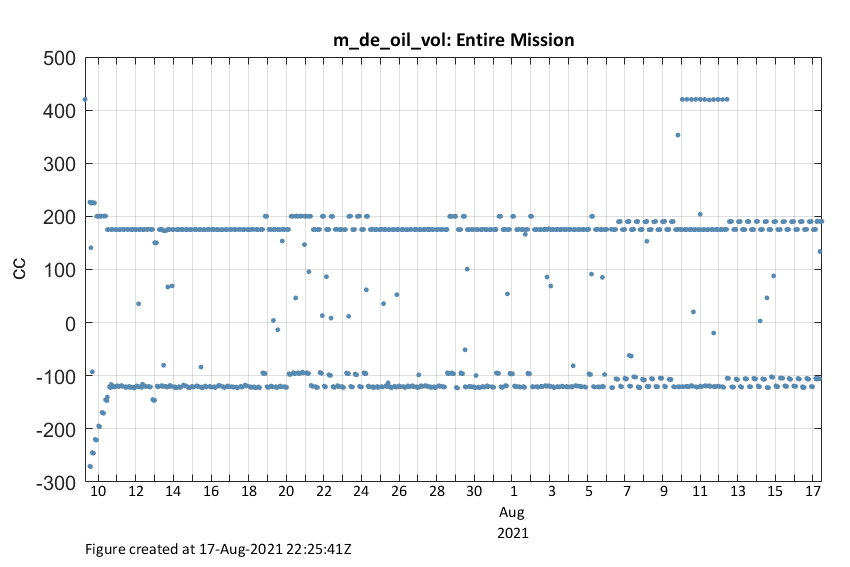 m_de_oil_vol: Entire Mission
500
400
300
200
100
0
-100
-200
-300
CC
10 12 14 16 18 20 22 24 26 28 30 1 3 5 7 9 11 13 15 17
Aug
2021
Figure created at 17-Aug-2021 22:25:41Z